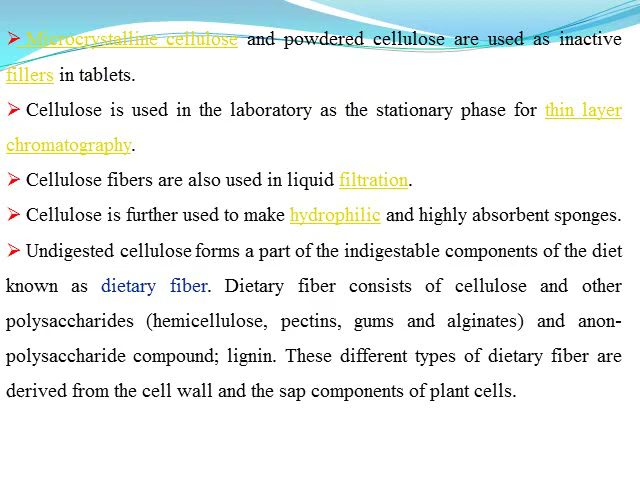 ➢ Microcrystalline cellulose and powdered cellulose are used as inactive
fillers in tablets.
➢ Cellulose is used in the laboratory as the stationary phase for thin layer
chromatography.
➢ Cellulose fibers are also used in liquid filtration.
➢ Cellulose is further used to make hydrophilic and highly absorbent sponges.
➢ Undigested cellulose forms a part of the indigestable components of the diet
known as dietary fiber. Dietary fiber consists of cellulose and other
polysaccharides (hemicellulose, pectins, gums and alginates) and anon-
polysaccharide compound; lignin. These different types of dietary fiber are
derived from the cell wall and the sap components of plant cells.